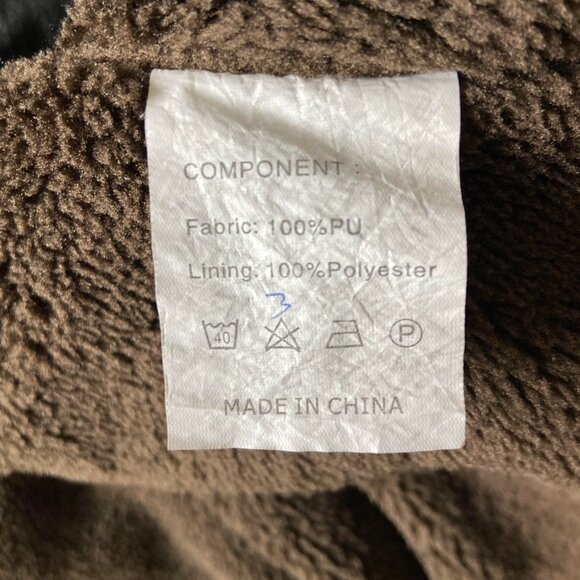 COMPONENT :
Fabric: 100%PU
Lining: 100%Polyester
3
40 P
MADE IN CHINA